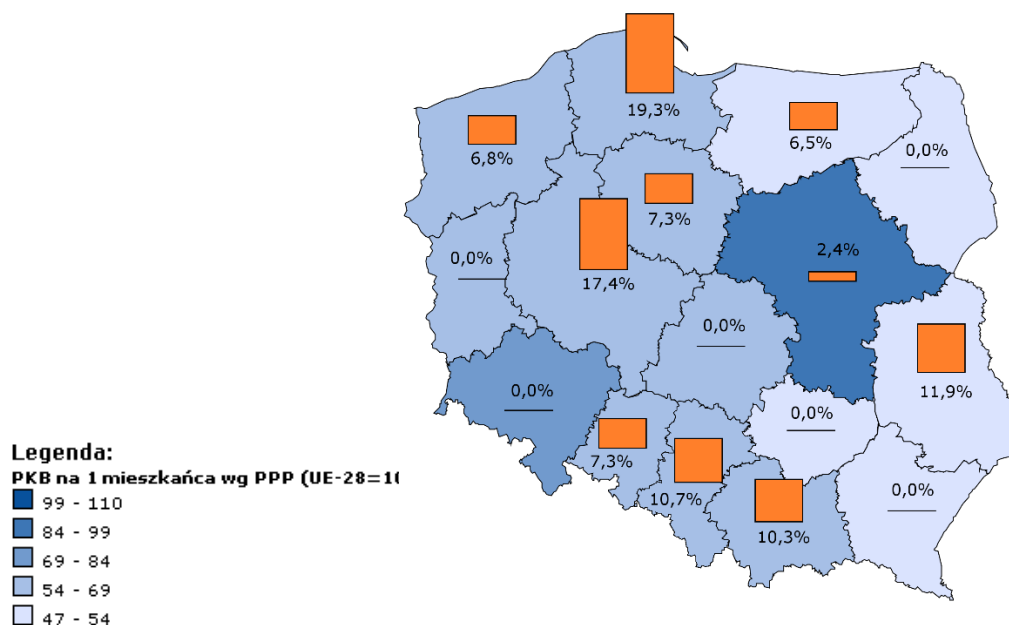 19,3%
6,8%
6,5%
0,0%
7,3%
2,4%
0,0%
17,4%
0,0%
11,9%
0,0%
0,0%
7,3%
10,7%
0,0%
10,3%
Legenda:
PKB na 1 mieszkańca wg PPP (UE-28=1
99 - 110
84 - 99
69 - 84
54 - 69
47 - 54